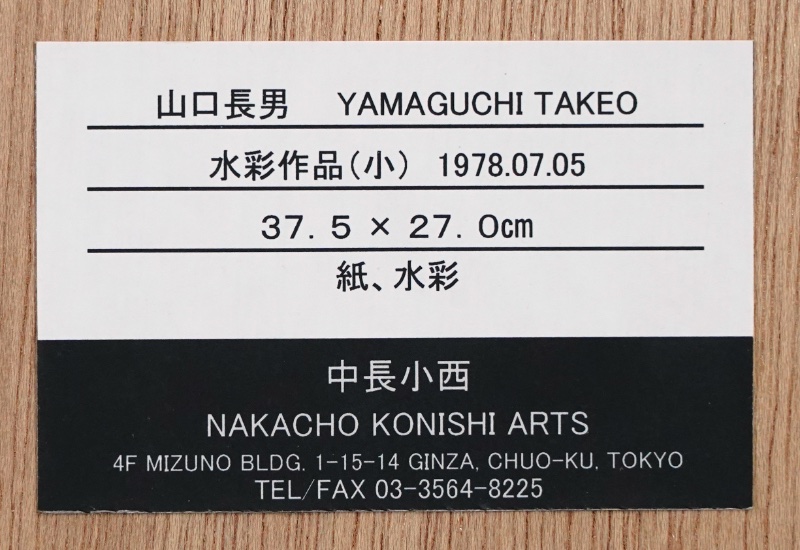 山口長男 YAMAGUCHI TAKEO
水彩作品(小) 1978.07.05
37.5×27.0cm
紙、水彩
中長小西
NAKACHO KONISHI ARTS
4F MIZUNO BLDG. 1-15-14 GINZA, CHUO-KU, TOKYO
TEL/FAX 03-3564-8225